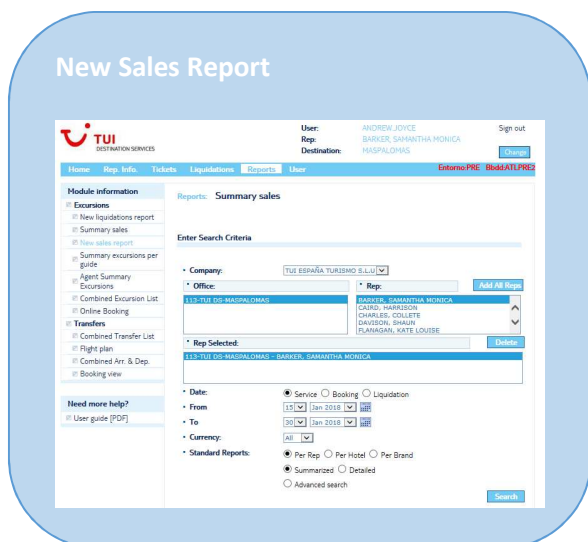 New Sales Report
TUI
DESTINATION SERVICES
User: ANDREW,JOYCE Sign out
Rep: BARKER, SAMANTHA MONICA
Destination: MASPALOMAS Change
Home Rep. Info. Tickets Liquidations Reports User Entorno:PRE Bbdd:ATLPRE2
Module information
Excursions
New liquidations report
Summary sales
New sales report
Summary excursions per
guide
Agent Summary
Excursions
Combined Excursion List
Online Booking
Transfers
Combined Transfer List
Flight plan
Combined Arr. & Dep.
Booking view
Need more help?
User guide [PDF]
Reports: Summary sales
Enter Search Criteria
Company: TUI ESPAÑA TURISMO S.L.U
Office: Rep: Add All Reps
113-TUI DS-MASPALOMAS
BARKER, SAMANTHA MONICA
CAIRD, HARRISON
CHARLES, COLLETE
DAVISON, SHAUN
FLANAGAN, KATE LOUISE
Rep Selected: Delete
113-TUI DS-MASPALOMAS - BARKER, SAMANTHA MONICA
Date: Service Booking Liquidation
From 15 Jan 2018
To 30 Jan 2018
Currency: All
Standard Reports: Per Rep Per Hotel Per Brand
Summarized Detailed
Advanced search
Search